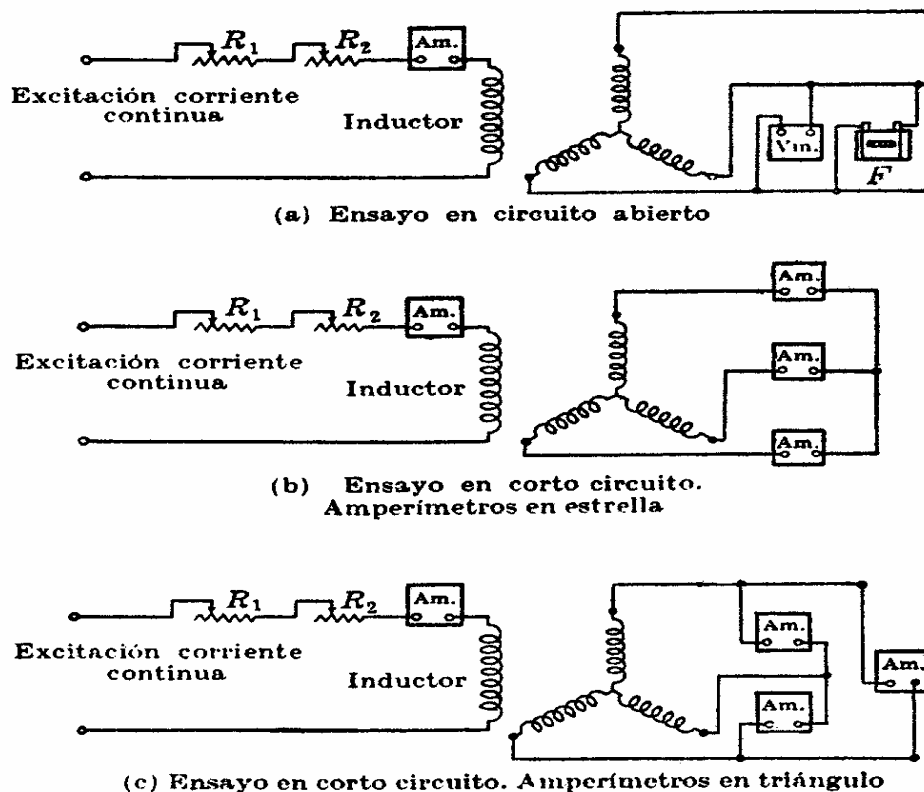 R1 R2 Am.
Excitación corriente
continua
Inductor
Vm.
F
(a) Ensayo en circuito abierto
R1 R2 Am.
Am.
Excitación corriente
continua
Inductor
Am.
Am.
(b) Ensayo en corto circuito.
Amperímetros en estrella
R1 R2 Am.
Am.
Excitación corriente
continua
Inductor
Am.
Am.
(c) Ensayo en corto circuito. Amperímetros en triángulo